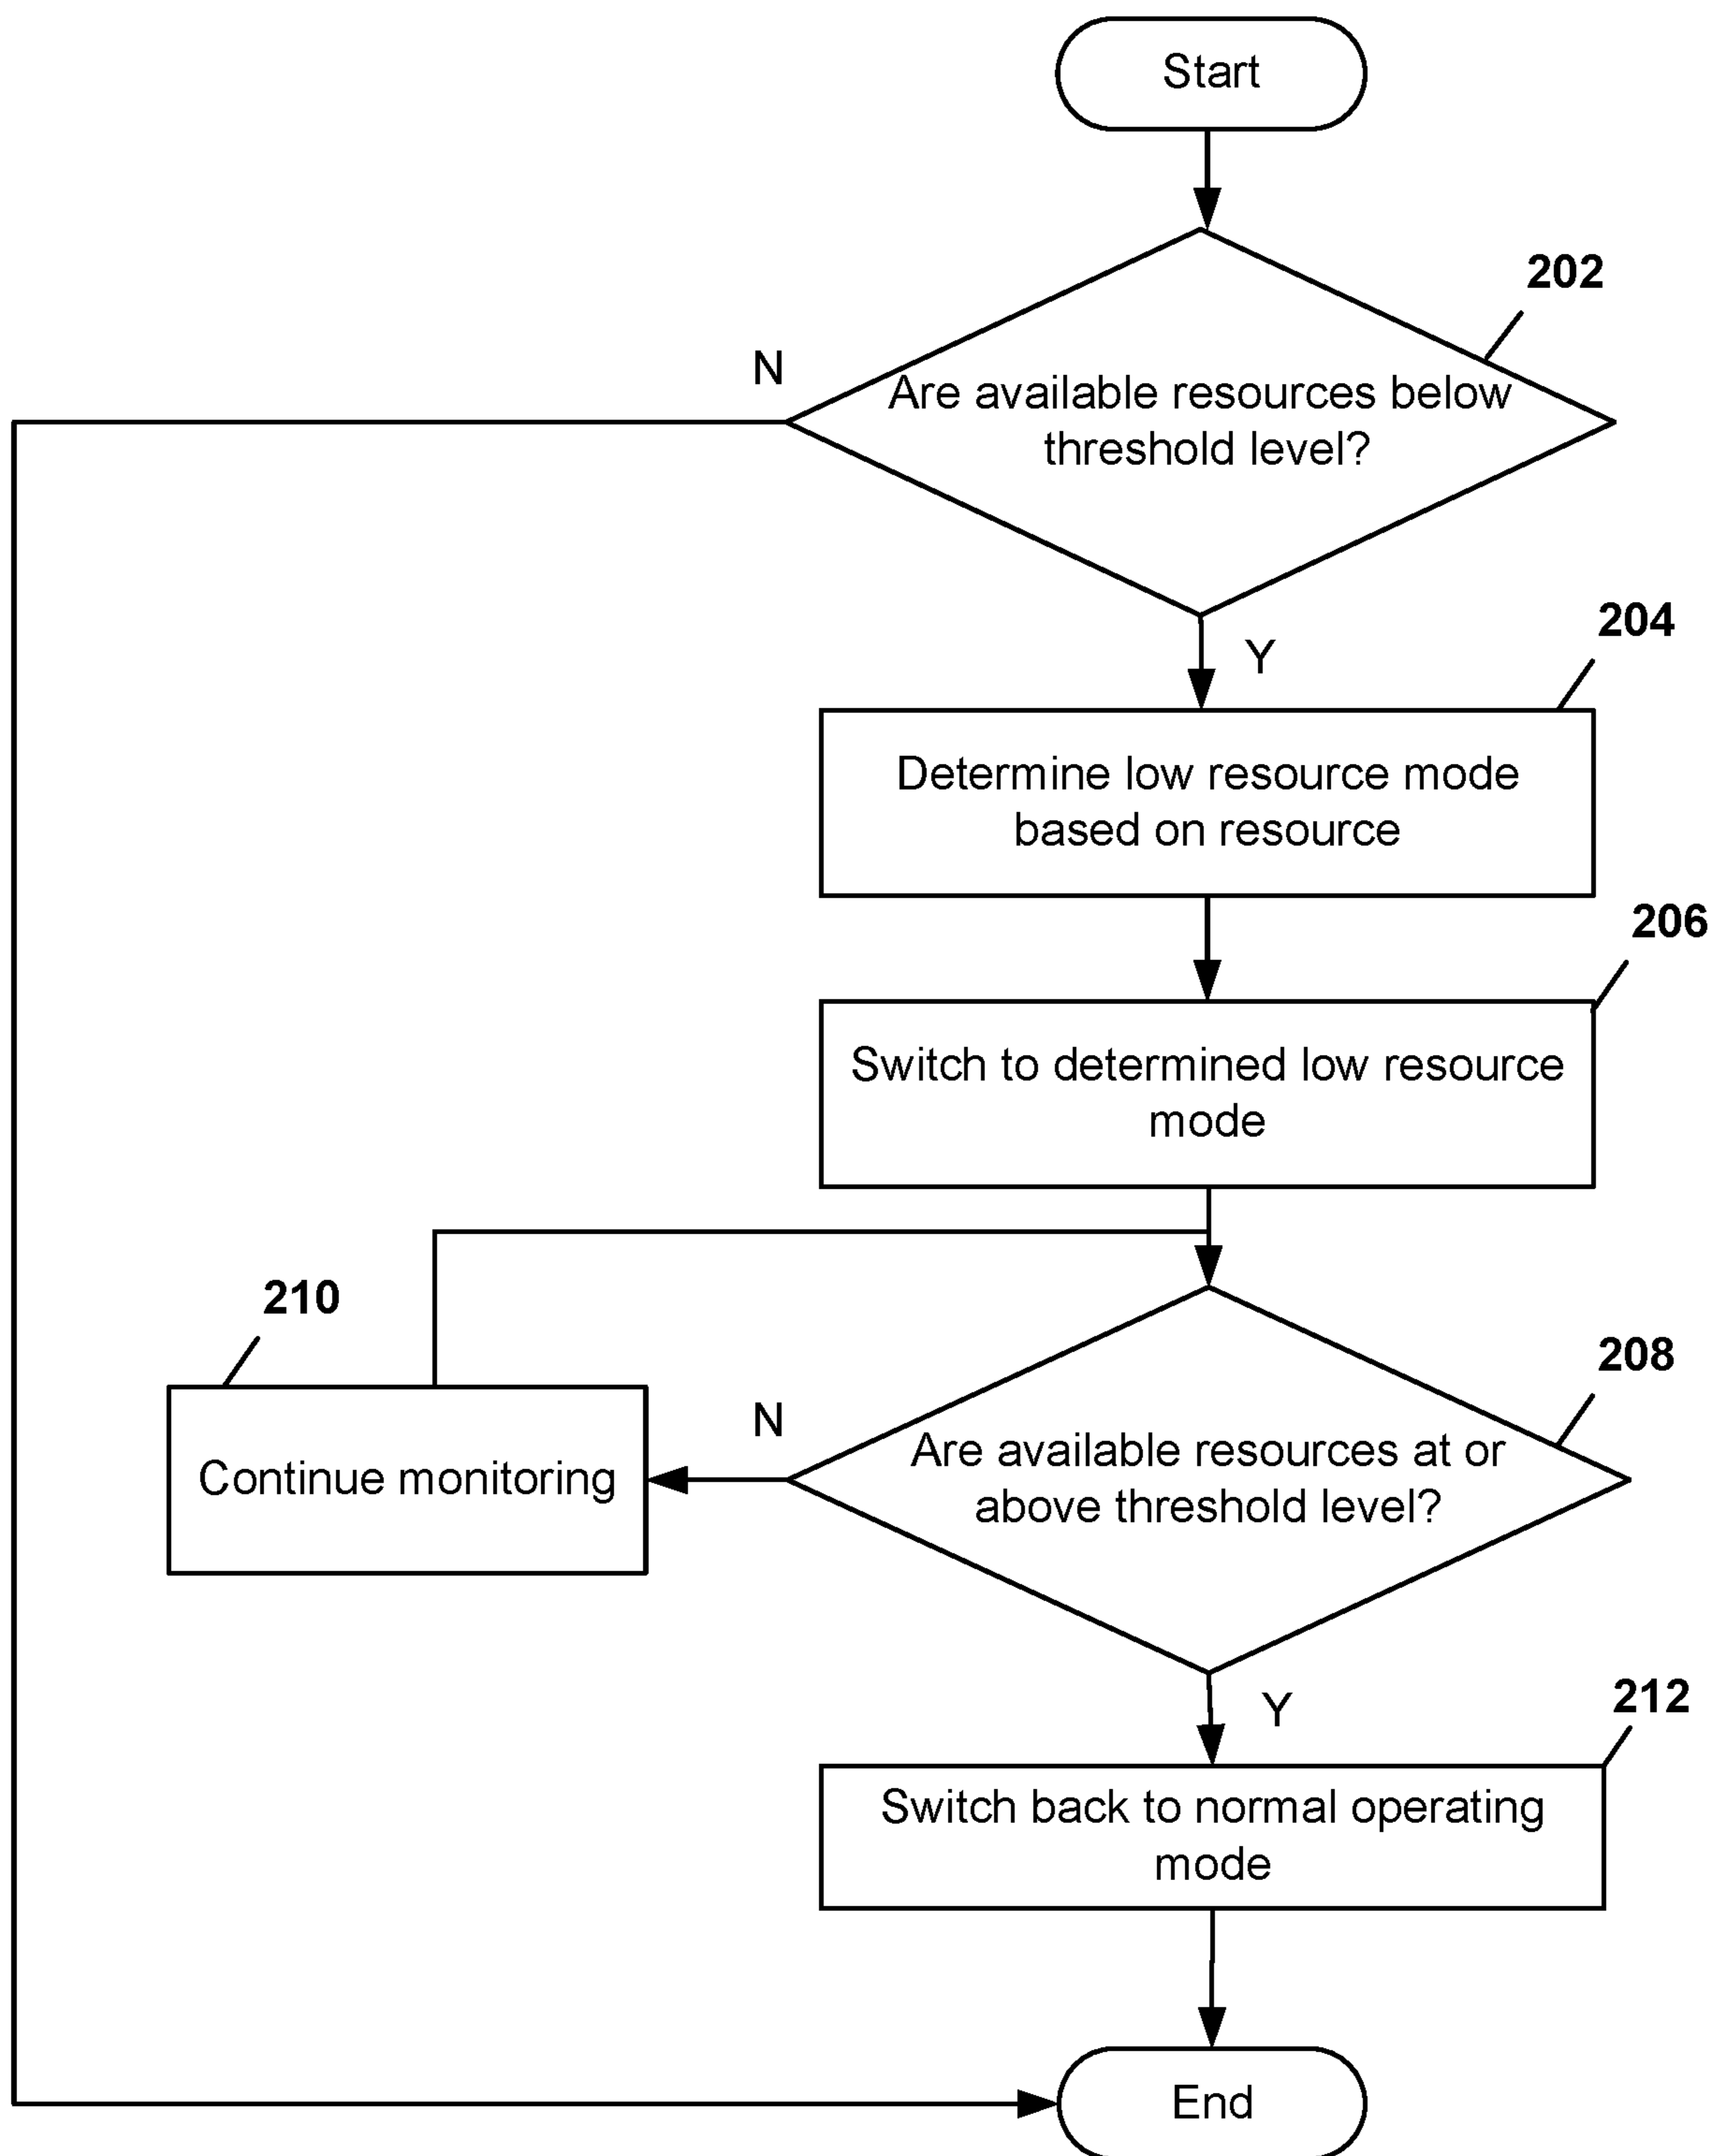 Start
202
N
Are available resources below
threshold level?
Y
204
Determine low resource mode
based on resource
206
Switch to determined low resource
mode
210
Continue monitoring
N
208
Are available resources at or
above threshold level?
Y
212
Switch back to normal operating
mode
End